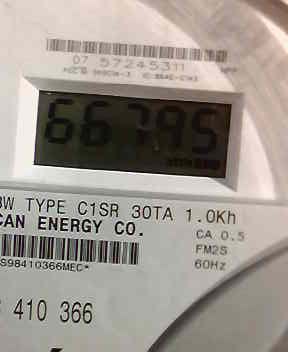 07 57245311
66795
3W TYPE C1SR 30TA 1.0Kh
CAN ENERGY CO.
CA 0.5
FM2S
60Hz
S98410366MEC*
410 366